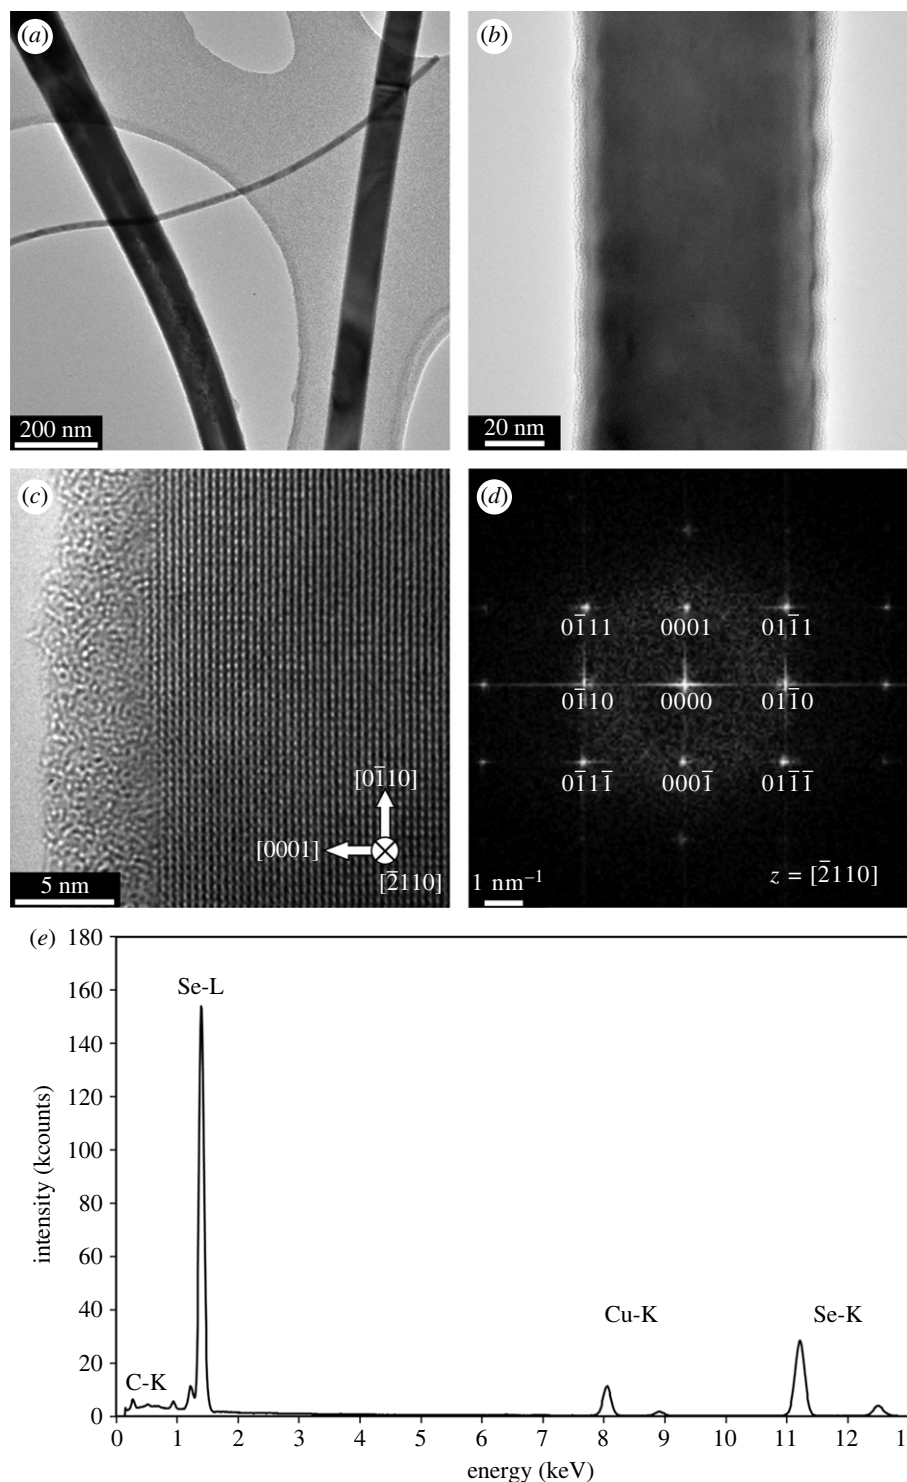 (a)
200 nm
(b)
20 nm
(c)
[01̄10]
[0001]
[2̄110]
5 nm
(d)
01̄11 0001 011̄1
01̄10 0000 011̄0
01̄11̄ 0001̄ 011̄1̄
1 nm⁻¹
z = [2̄110]
(e)
180
160
140
120
100
80
60
40
20
0
intensity (kcounts)
Se-L
C-K
Cu-K
Se-K
0 1 2 3 4 5 6 7 8 9 10 11 12 1
energy (keV)